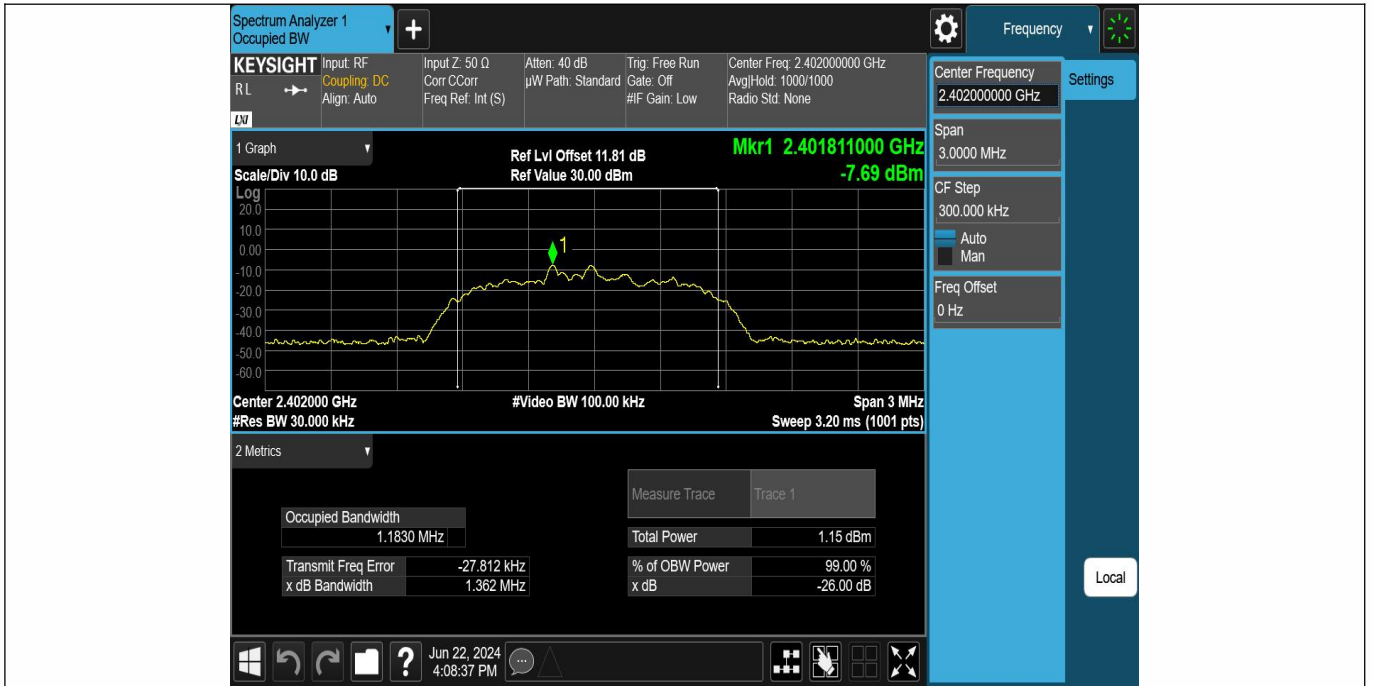 Spectrum Analyzer 1
Occupied BW
+
Frequency
KEYSIGHT
RL
LXI
Input: RF
Coupling: DC
Align: Auto
Input Z: 50 Ω
Corr CCorr
Freq Ref: Int (S)
Atten: 40 dB
µW Path: Standard
Trig: Free Run
Gate: Off
#IF Gain: Low
Center Freq: 2.402000000 GHz
Avg|Hold: 1000/1000
Radio Std: None
Center Frequency
2.402000000 GHz
Settings
Span
3.0000 MHz
CF Step
300.000 kHz
Auto
Man
Freq Offset
0 Hz
Local
1 Graph
Scale/Div 10.0 dB
Ref Lvl Offset 11.81 dB
Ref Value 30.00 dBm
Mkr1 2.401811000 GHz
-7.69 dBm
Log
20.0
10.0
0.00
-10.0
-20.0
-30.0
-40.0
-50.0
-60.0
1
Center 2.402000 GHz
#Res BW 30.000 kHz
#Video BW 100.00 kHz
Span 3 MHz
Sweep 3.20 ms (1001 pts)
2 Metrics
Measure Trace Trace 1
Occupied Bandwidth
1.1830 MHz
Total Power 1.15 dBm
Transmit Freq Error -27.812 kHz
% of OBW Power 99.00 %
x dB Bandwidth 1.362 MHz
x dB -26.00 dB
?
Jun 22, 2024
4:08:37 PM